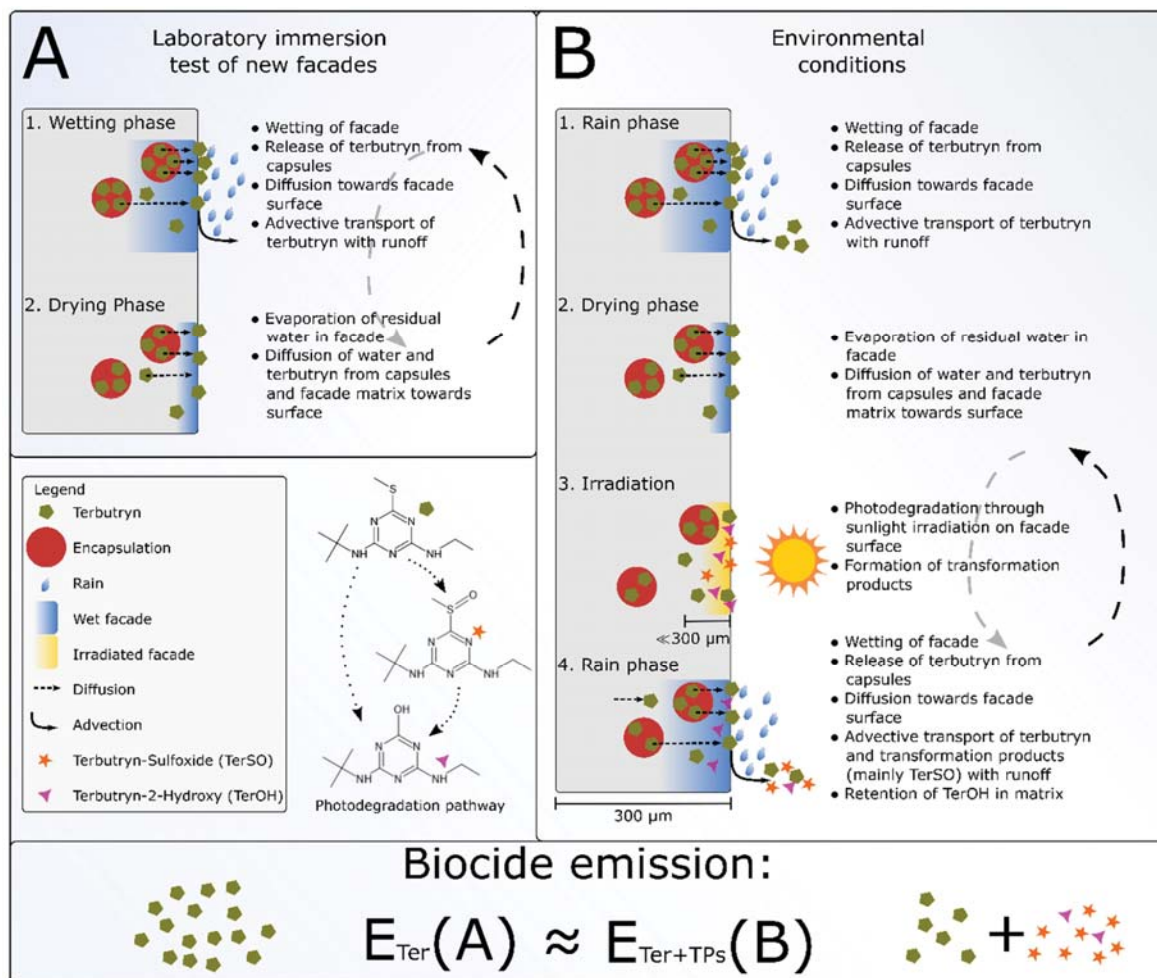 A
Laboratory immersion
test of new facades
1. Wetting phase
• Wetting of facade
• Release of terbutryn from
capsules
• Diffusion towards facade
surface
• Advective transport of
terbutryn with runoff
2. Drying Phase
• Evaporation of residual
water in facade
• Diffusion of water and
terbutryn from capsules
and facade matrix towards
surface
Legend
Terbutryn
Encapsulation
Rain
Wet facade
Irradiated facade
Diffusion
Advection
Terbutryn-Sulfoxide (TerSO)
Terbutryn-2-Hydroxy (TerOH)
S
N N
NH N NH
S O
N N
NH N NH
OH
N N
NH N NH
Photodegradation pathway
B
Environmental
conditions
1. Rain phase
• Wetting of facade
• Release of terbutryn from
capsules
• Diffusion towards facade
surface
• Advective transport of terbutryn
with runoff
2. Drying phase
• Evaporation of residual water in
facade
• Diffusion of water and terbutryn
from capsules and facade
matrix towards surface
3. Irradiation
• Photodegradation through
sunlight irradiation on facade
surface
• Formation of transformation
products
≪300 µm
4. Rain phase
• Wetting of facade
• Release of terbutryn from
capsules
• Diffusion towards facade
surface
• Advective transport of terbutryn
and transformation products
(mainly TerSO) with runoff
• Retention of TerOH in matrix
300 µm
Biocide emission:
E_Ter(A) ≈ E_Ter+TPs(B)
+